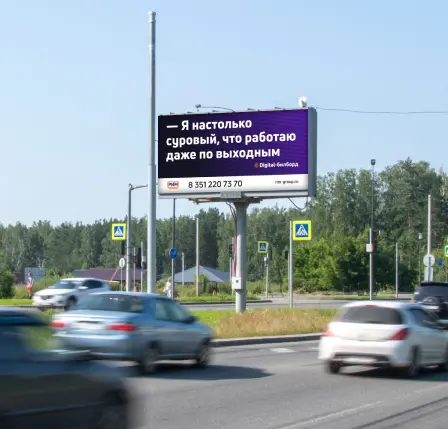 — Я настолько
суровый, что работаю
даже по выходным
Digital-билборд
8 351 220 73 70